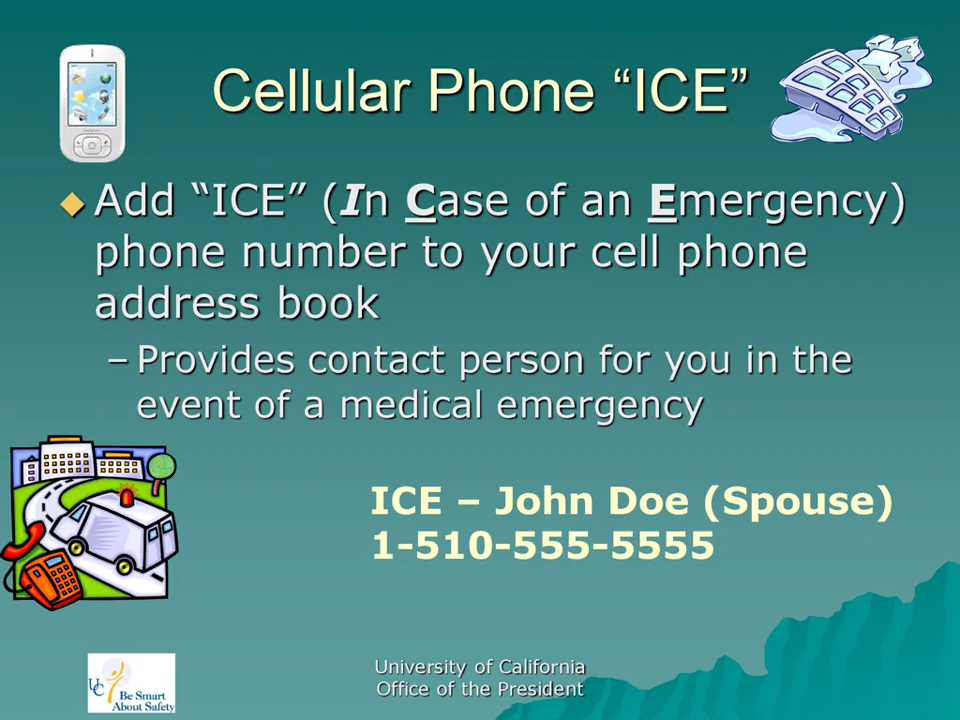 Cellular Phone “ICE”
Add “ICE” (In Case of an Emergency)
phone number to your cell phone
address book
– Provides contact person for you in the
event of a medical emergency
ICE – John Doe (Spouse)
1-510-555-5555
University of California
Office of the President
UC
Be Smart
About Safety